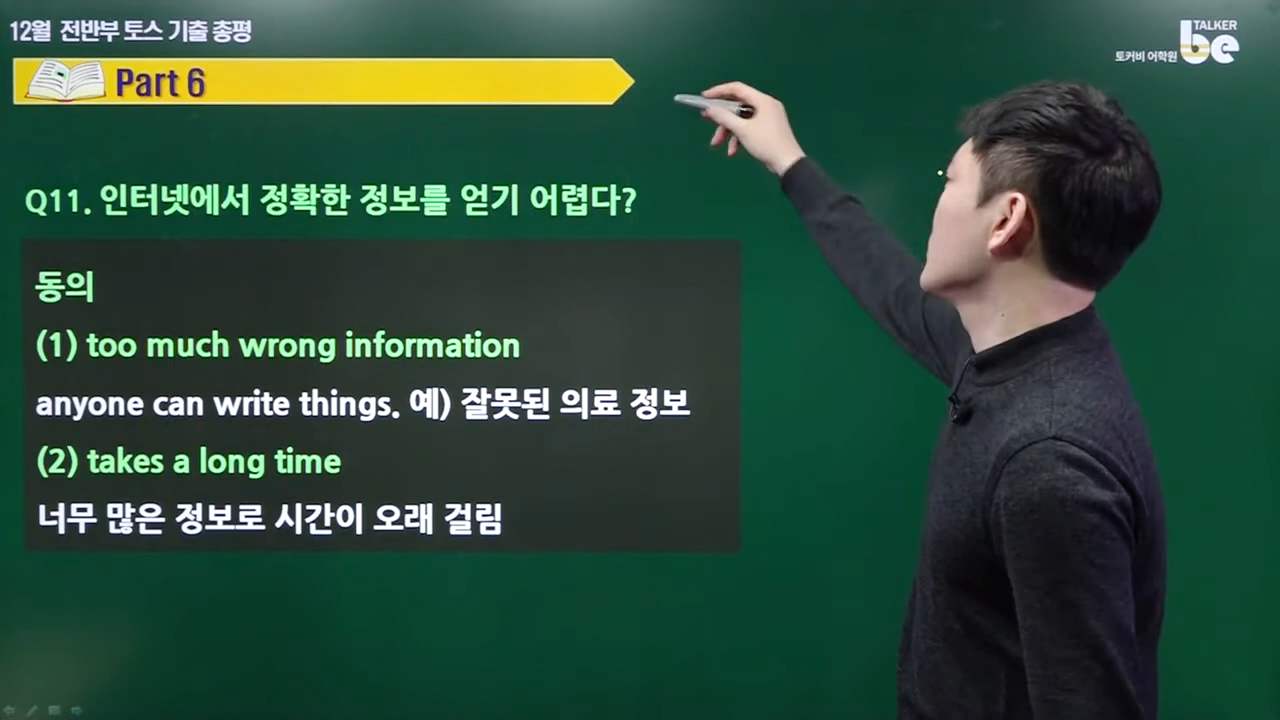 12월 전반부 토스 기출 총평
TALKER
be
토커비 어학원
Part 6
Q11. 인터넷에서 정확한 정보를 얻기 어렵다?
동의
(1) too much wrong information
anyone can write things. 예) 잘못된 의료 정보
(2) takes a long time
너무 많은 정보로 시간이 오래 걸림